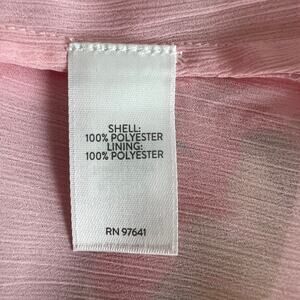 SHELL:
100% POLYESTER
LINING:
100% POLYESTER
RN 97641